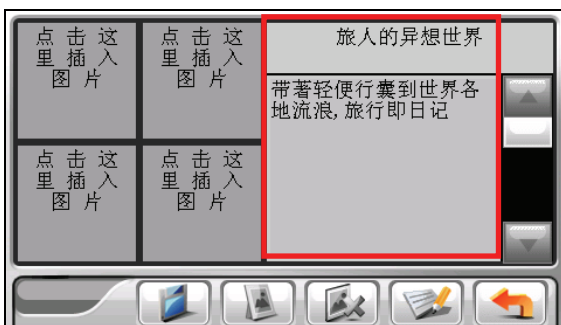 点 击 这
里 插 入
图 片
点 击 这
里 插 入
图 片
旅人的异想世界
带著轻便行囊到世界各
地流浪, 旅行即日记
点 击 这
里 插 入
图 片
点 击 这
里 插 入
图 片